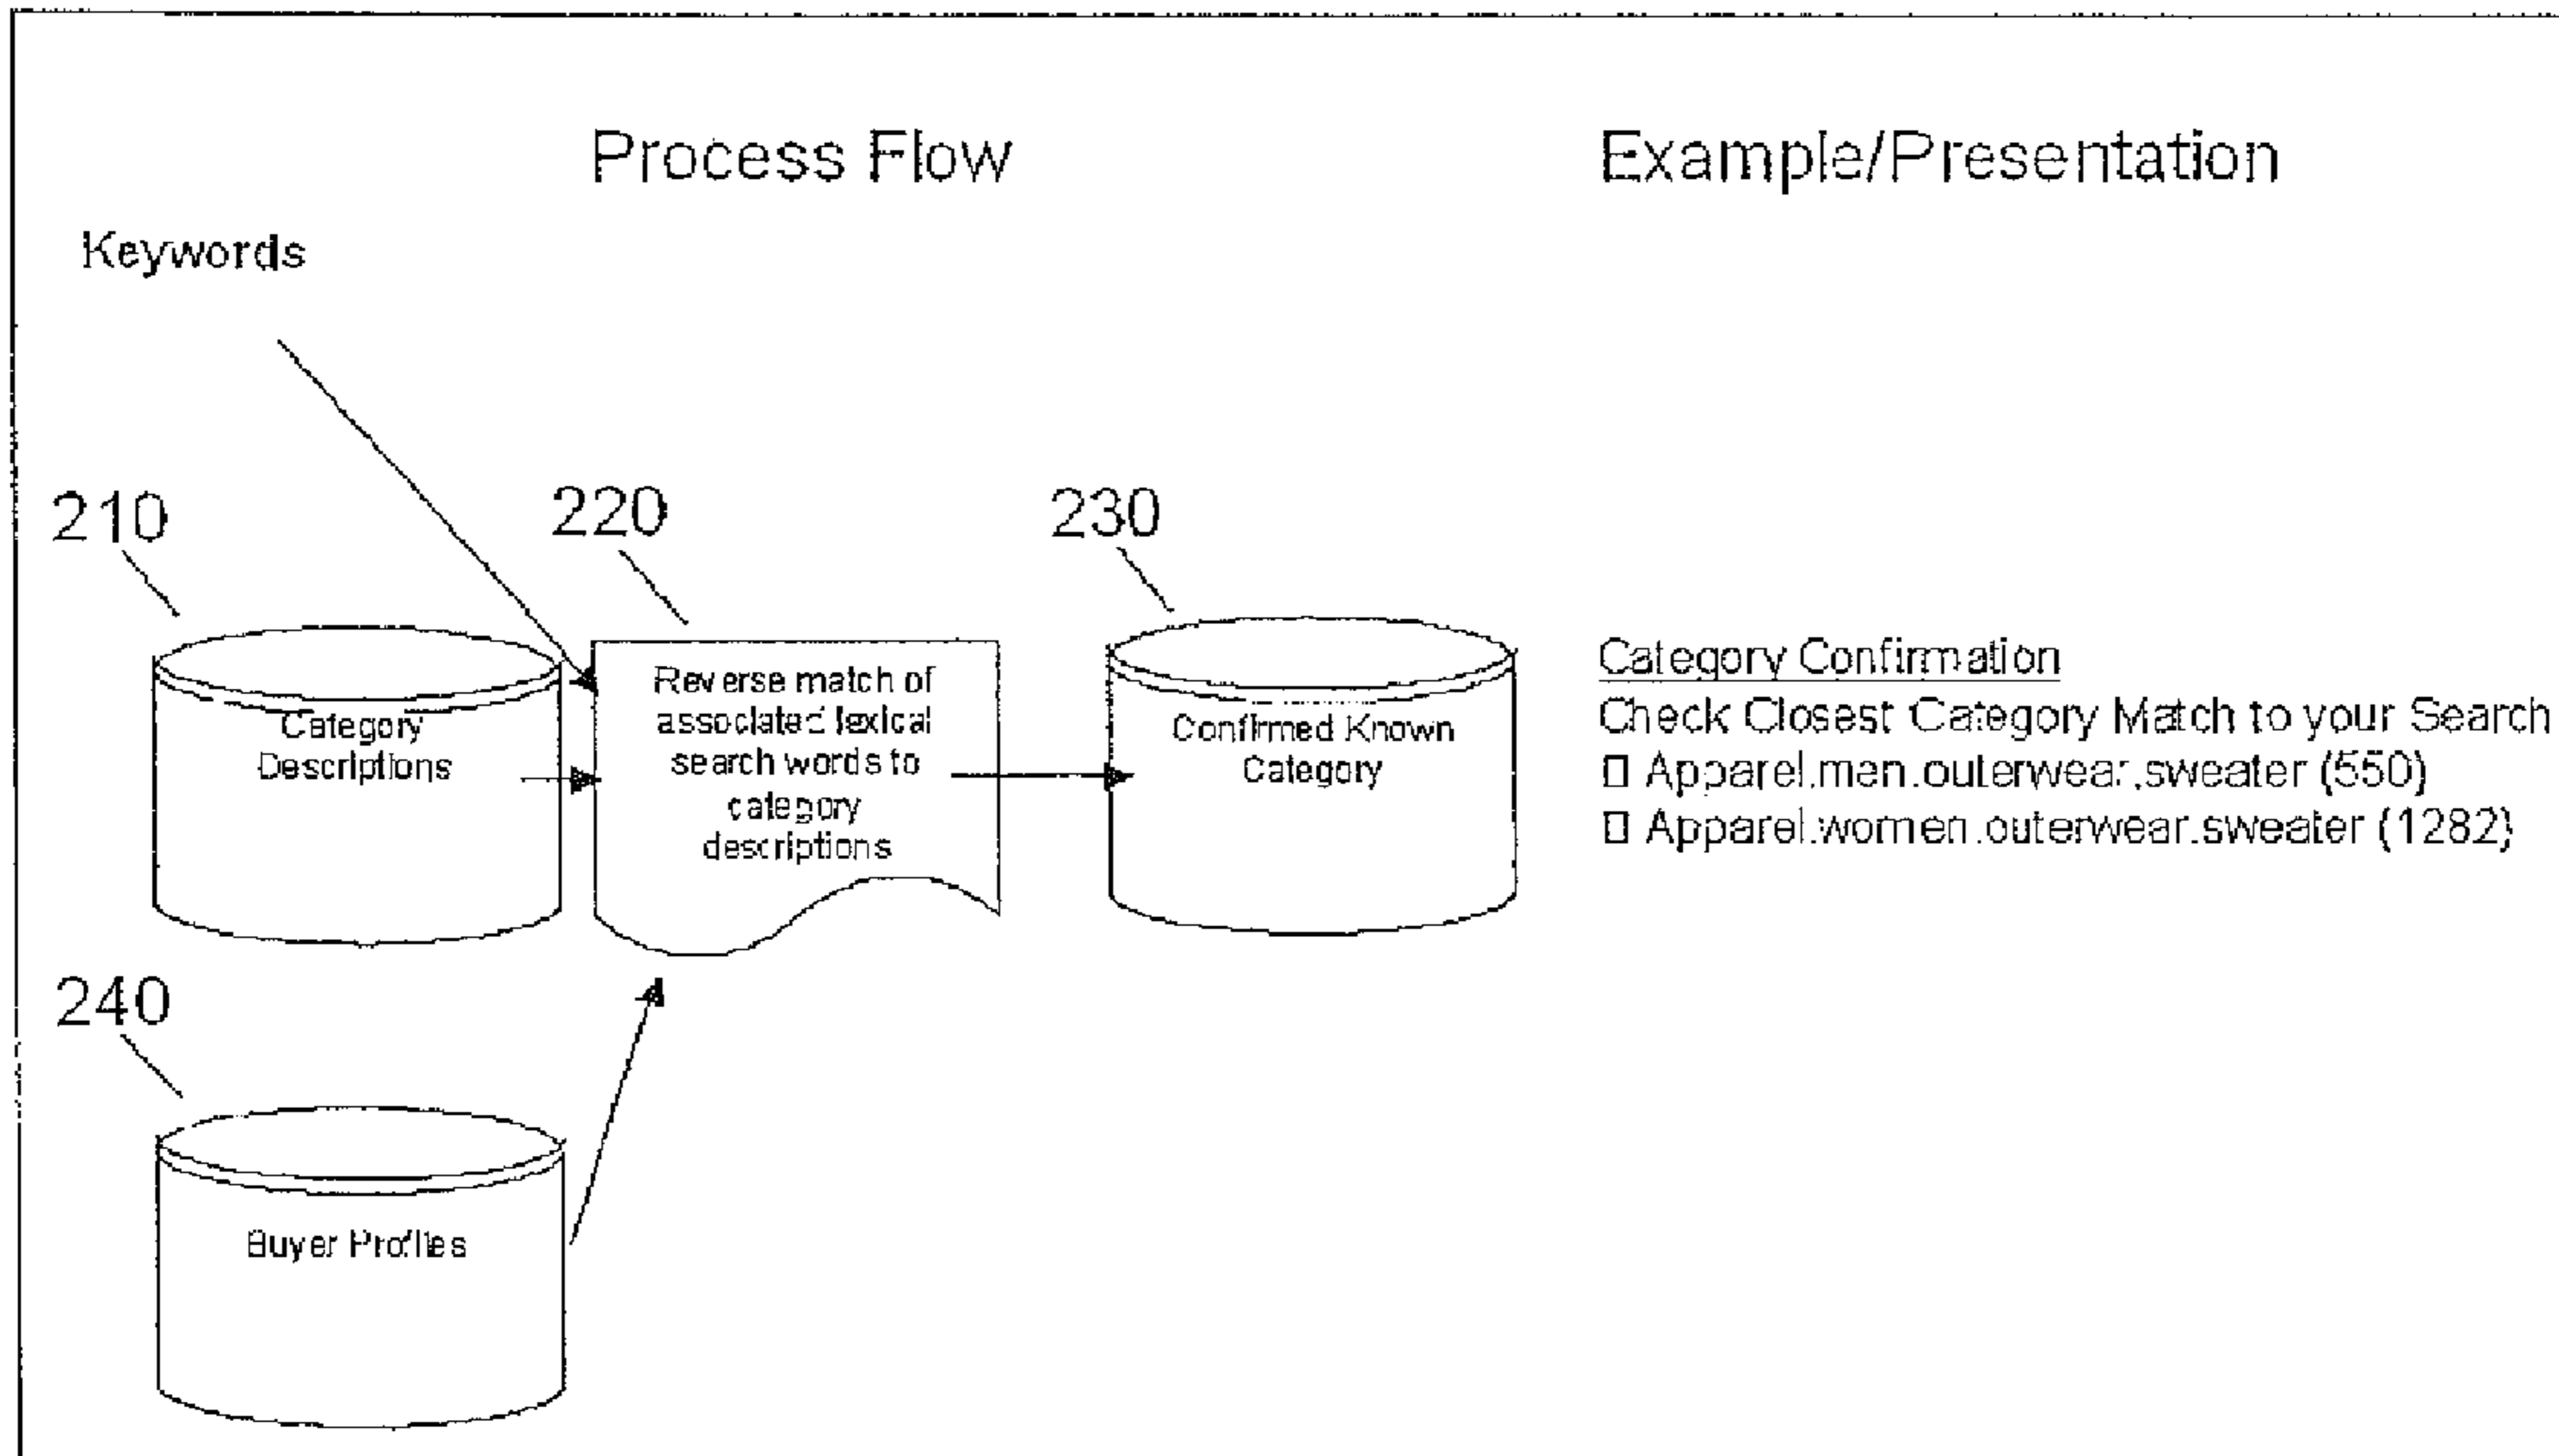 Process Flow
Example/Presentation
Keywords
210
220
230
Category
Descriptions
Reverse match of
associated lexical
search words to
category
descriptions
Confirmed Known
Category
Category Confirmation
Check Closest Category Match to your Search
▯ Apparel.men.outerwear.sweater (550)
▯ Apparel.women.outerwear.sweater (1282)
240
Buyer Profiles